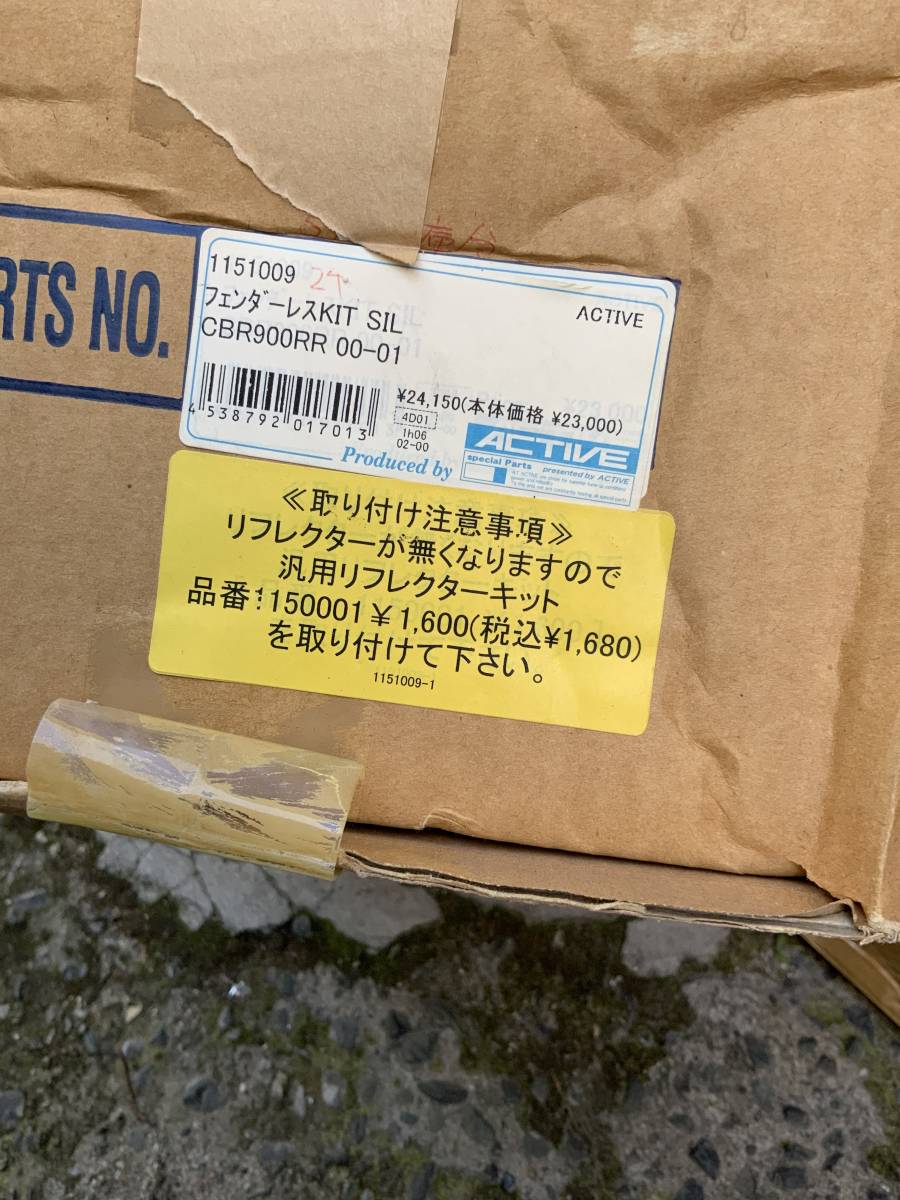 RTS NO.
1151009
フェンダーレスKIT SIL
CBR900RR 00-01
ACTIVE
¥24,150(本体価格 ¥23,000)
4 538792 017013
4D01
1h06
02-00
Produced by
ACTIVE
special Parts presented by ACTIVE
≪取り付け注意事項≫
リフレクターが無くなりますので
汎用リフレクターキット
品番:1150001￥1,600(税込¥1,680)
を取り付けて下さい。
1151009-1